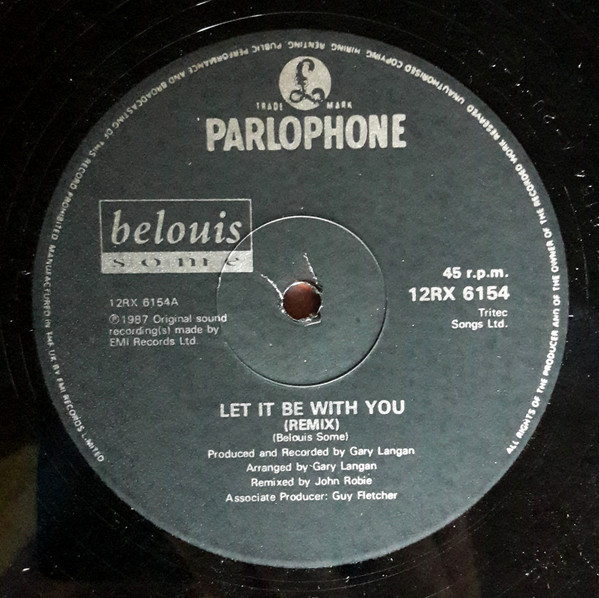 UNAUTHORISED COPYING, HIRING, RENTING, PUBLIC PERFORMANCE AND BROADCASTING OF THIS RECORD PROHIBITED MANUFACTURED IN THE UK BY EMI RECORDS LIMITED
ALL RIGHTS OF THE PRODUCER AND OF THE OWNER OF THE RECORDED WORK RESERVED
£
TRADE MARK
PARLOPHONE
belouis
some
12RX 6154A
℗ 1987 Original sound
recording(s) made by
EMI Records Ltd.
45 r.p.m.
12RX 6154
Tritec
Songs Ltd.
LET IT BE WITH YOU
(REMIX)
(Belouis Some)
Produced and Recorded by Gary Langan
Arranged by Gary Langan
Remixed by John Robie
Associate Producer: Guy Fletcher